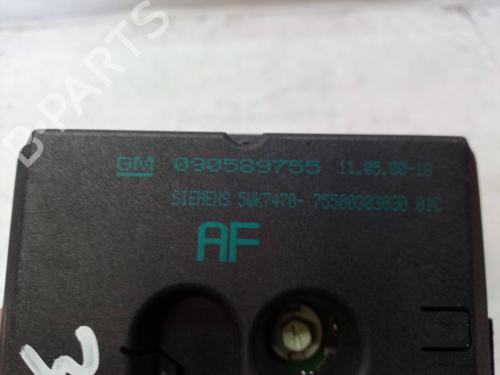 B-PARTS
GM 090589755 11.05.00-18
SIEMENS 5WK7470- 75500303030 01C
AF